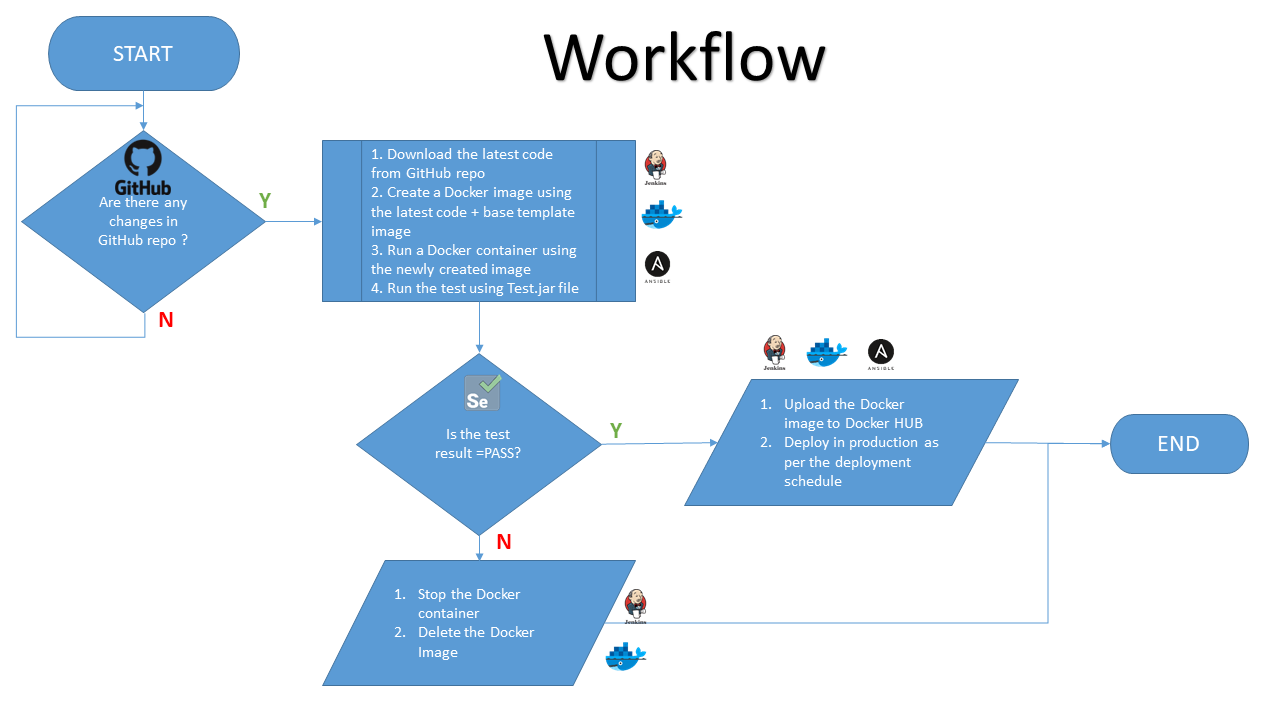 START
Workflow
GitHub
Are there any
changes in
GitHub repo ?
Y
N
1. Download the latest code
from GitHub repo
2. Create a Docker image using
the latest code + base template
image
3. Run a Docker container using
the newly created image
4. Run the test using Test.jar file
Jenkins
ANSIBLE
Se
Is the test
result =PASS?
Y
N
Jenkins
ANSIBLE
1. Upload the Docker
image to Docker HUB
2. Deploy in production as
per the deployment
schedule
END
1. Stop the Docker
container
2. Delete the Docker
Image
Jenkins